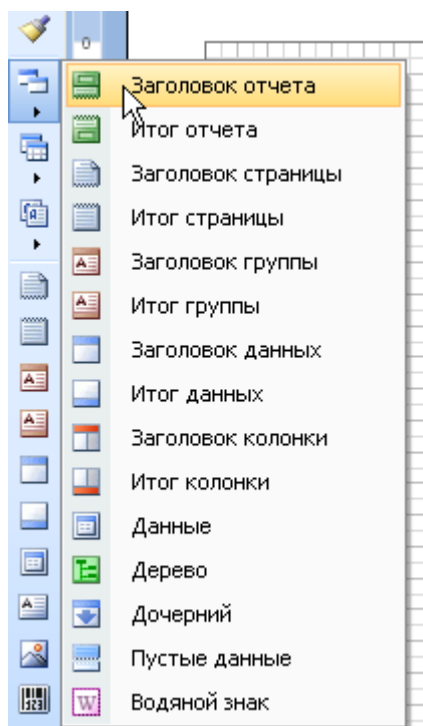 0
Заголовок отчета
Итог отчета
Заголовок страницы
Итог страницы
Заголовок группы
Итог группы
Заголовок данных
Итог данных
Заголовок колонки
Итог колонки
Данные
Дерево
Дочерний
Пустые данные
Водяной знак